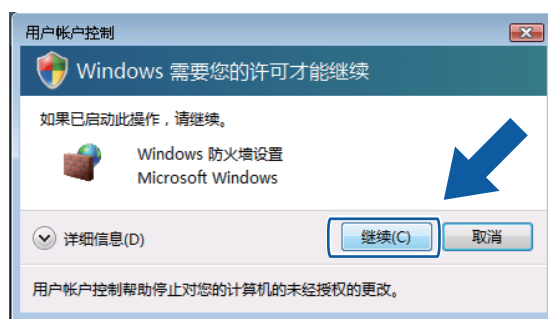 用户帐户控制
Windows 需要您的许可才能继续
如果已启动此操作，请继续。
Windows 防火墙设置
Microsoft Windows
详细信息(D)
继续(C)
取消
用户帐户控制帮助停止对您的计算机的未经授权的更改。